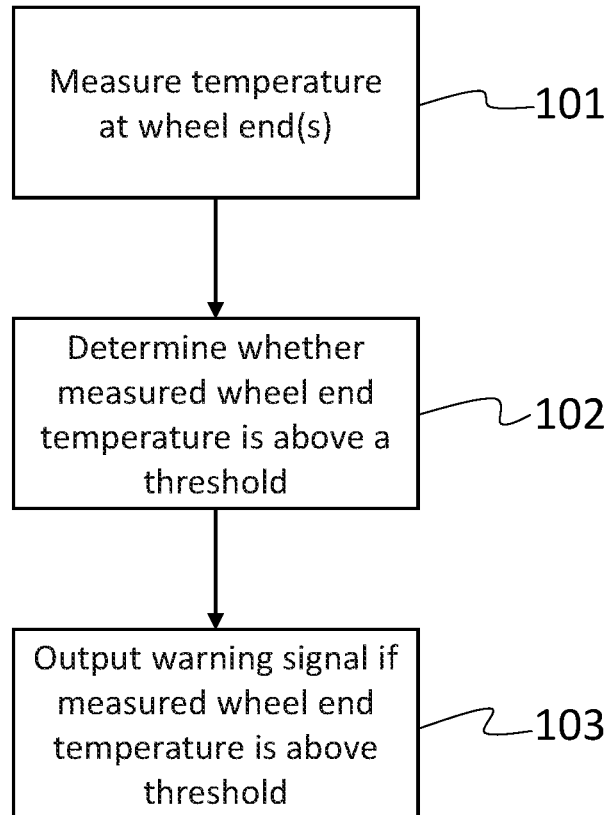 Measure temperature
at wheel end(s)
101
Determine whether
measured wheel end
temperature is above a
threshold
102
Output warning signal if
measured wheel end
temperature is above
threshold
103